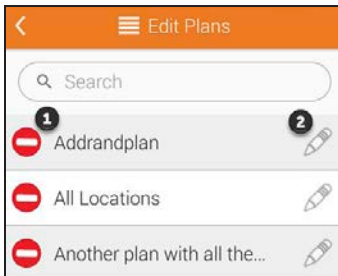 Edit Plans
Search
1
2
Addrandplan
All Locations
Another plan with all the...